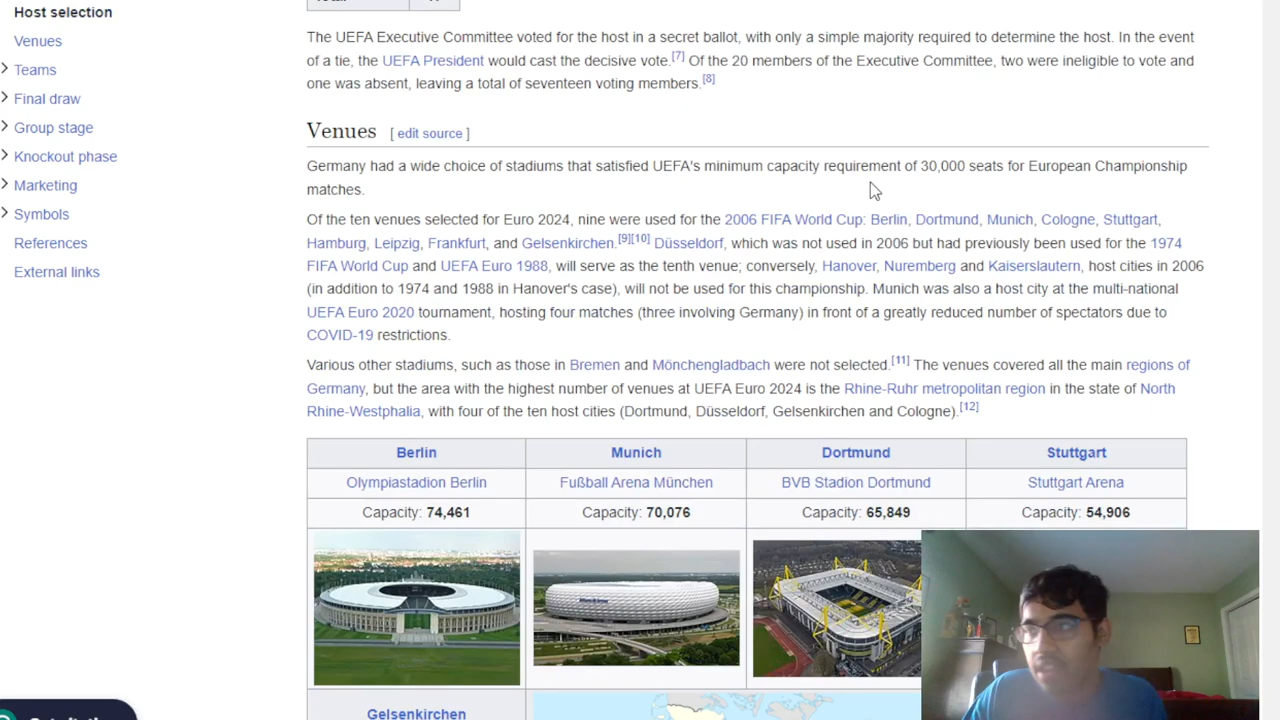 Host selection
Venues
Teams
Final draw
Group stage
Knockout phase
Marketing
Symbols
References
External links
The UEFA Executive Committee voted for the host in a secret ballot, with only a simple majority required to determine the host. In the event
of a tie, the UEFA President would cast the decisive vote.[7] Of the 20 members of the Executive Committee, two were ineligible to vote and
one was absent, leaving a total of seventeen voting members.[8]
Venues [ edit source ]
Germany had a wide choice of stadiums that satisfied UEFA's minimum capacity requirement of 30,000 seats for European Championship
matches.
Of the ten venues selected for Euro 2024, nine were used for the 2006 FIFA World Cup: Berlin, Dortmund, Munich, Cologne, Stuttgart,
Hamburg, Leipzig, Frankfurt, and Gelsenkirchen.[9][10] Düsseldorf, which was not used in 2006 but had previously been used for the 1974
FIFA World Cup and UEFA Euro 1988, will serve as the tenth venue; conversely, Hanover, Nuremberg and Kaiserslautern, host cities in 2006
(in addition to 1974 and 1988 in Hanover's case), will not be used for this championship. Munich was also a host city at the multi-national
UEFA Euro 2020 tournament, hosting four matches (three involving Germany) in front of a greatly reduced number of spectators due to
COVID-19 restrictions.
Various other stadiums, such as those in Bremen and Mönchengladbach were not selected.[11] The venues covered all the main regions of
Germany, but the area with the highest number of venues at UEFA Euro 2024 is the Rhine-Ruhr metropolitan region in the state of North
Rhine-Westphalia, with four of the ten host cities (Dortmund, Düsseldorf, Gelsenkirchen and Cologne).[12]
Berlin Munich Dortmund Stuttgart
Olympiastadion Berlin Fußball Arena München BVB Stadion Dortmund Stuttgart Arena
Capacity: 74,461 Capacity: 70,076 Capacity: 65,849 Capacity: 54,906
Gelsenkirchen